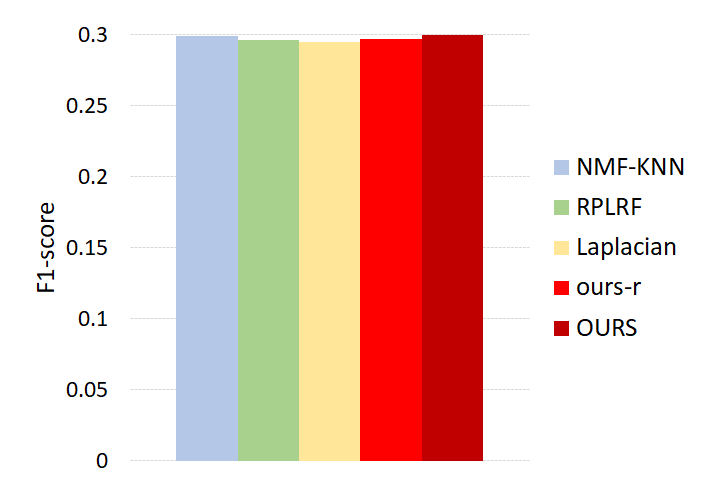 0.3
0.25
0.2
0.15
0.1
0.05
0
F1-score
NMF-KNN
RPLRF
Laplacian
ours-r
OURS